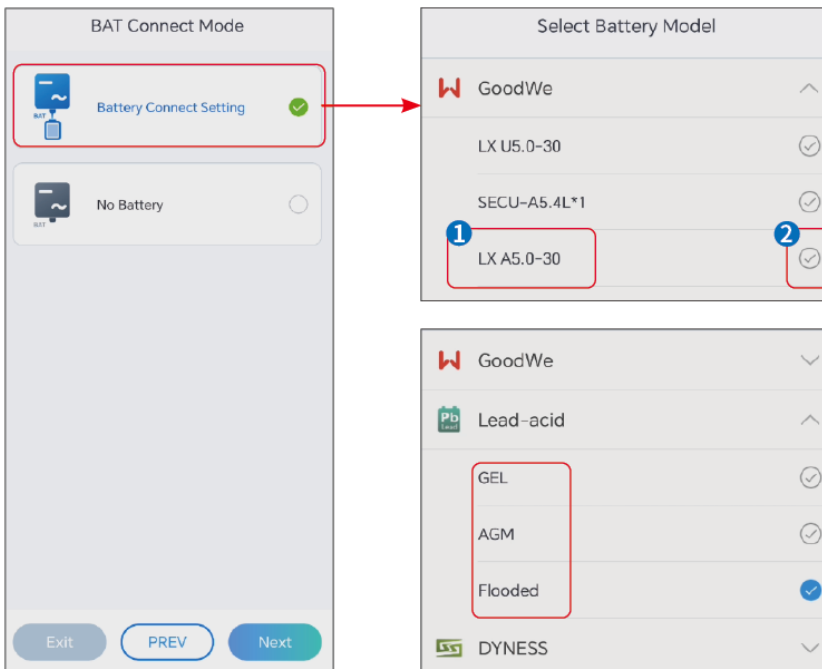 BAT Connect Mode
Battery Connect Setting
BAT
No Battery
BAT
Exit
PREV
Next
Select Battery Model
GoodWe
LX U5.0-30
SECU-A5.4L*1
1
2
LX A5.0-30
GoodWe
Pb
Lead
Lead-acid
GEL
AGM
Flooded
DYNESS